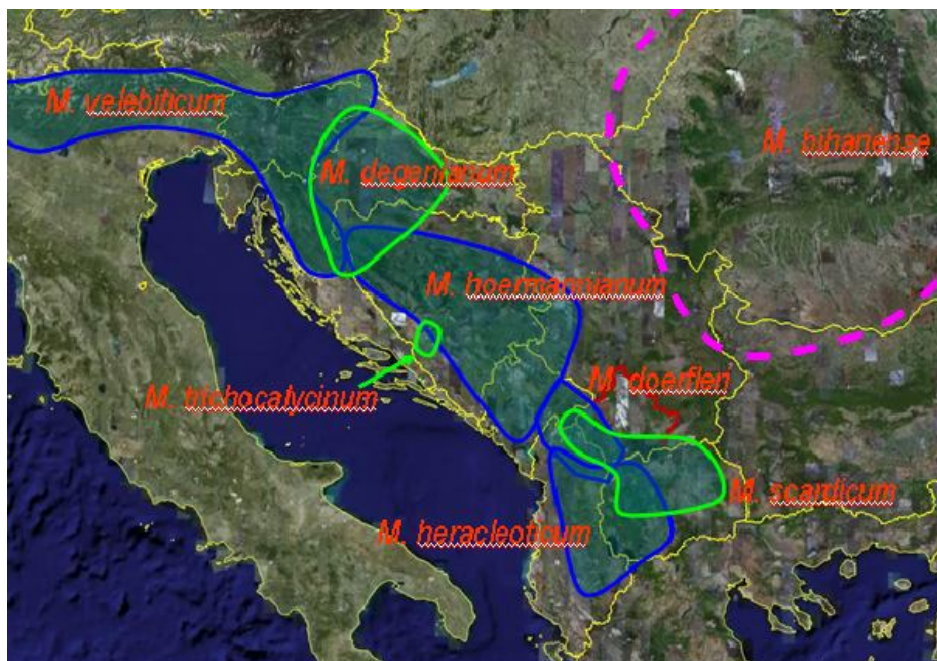 M. velebiticum
M. bihariense
M. degenianum
M. hoermannianum
M. doerfleri
M. trichocalycinum
M. scardicum
M. heracleoticum